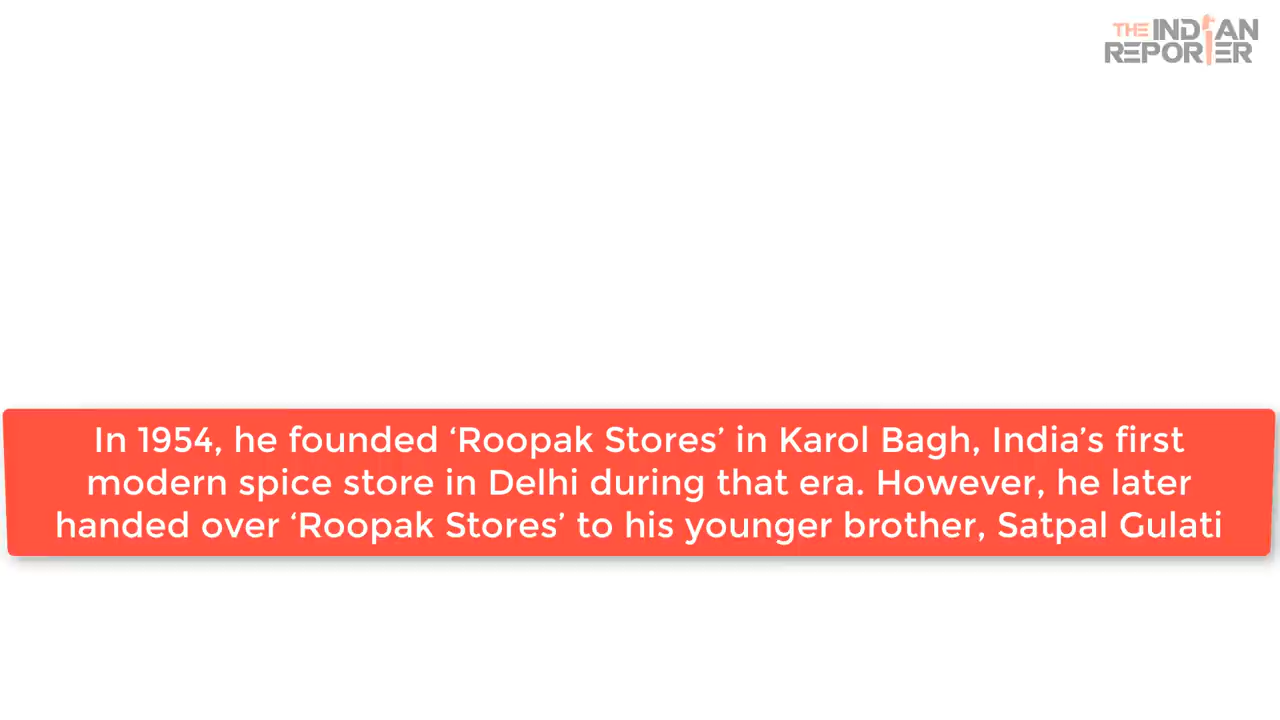 THE INDIAN
REPORTER
In 1954, he founded ‘Roopak Stores’ in Karol Bagh, India’s first
modern spice store in Delhi during that era. However, he later
handed over ‘Roopak Stores’ to his younger brother, Satpal Gulati